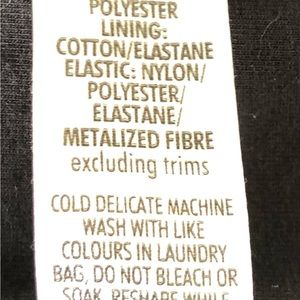 POLYESTER
LINING:
COTTON/ELASTANE
ELASTIC: NYLON/
POLYESTER/
ELASTANE/
METALIZED FIBRE
excluding trims
COLD DELICATE MACHINE
WASH WITH LIKE
COLOURS IN LAUNDRY
BAG, DO NOT BLEACH OR
SOAK, RESHAPE WHILE